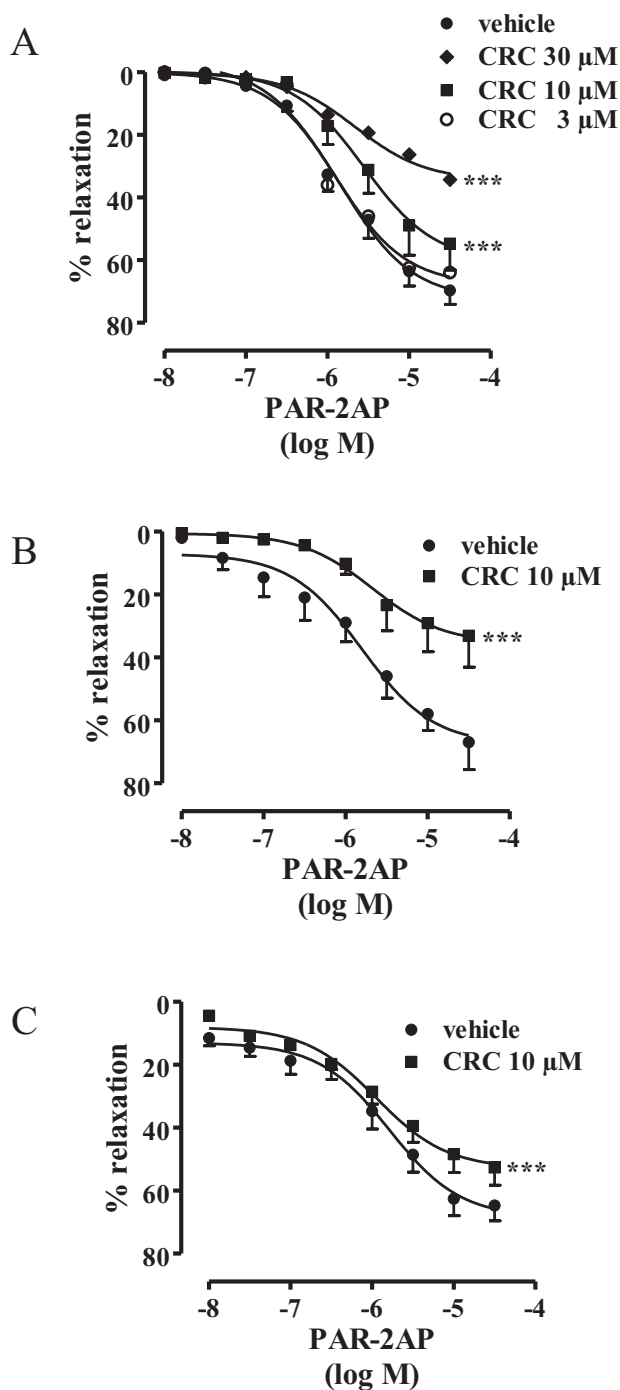 A
vehicle
CRC 30 µM
CRC 10 µM
CRC 3 µM
0
20
40
60
80
% relaxation
***
***
-8 -7 -6 -5 -4
PAR-2AP
(log M)
B
vehicle
CRC 10 µM
0
20
40
60
80
% relaxation
***
-8 -7 -6 -5 -4
PAR-2AP
(log M)
C
vehicle
CRC 10 µM
0
20
40
60
80
% relaxation
***
-8 -7 -6 -5 -4
PAR-2AP
(log M)